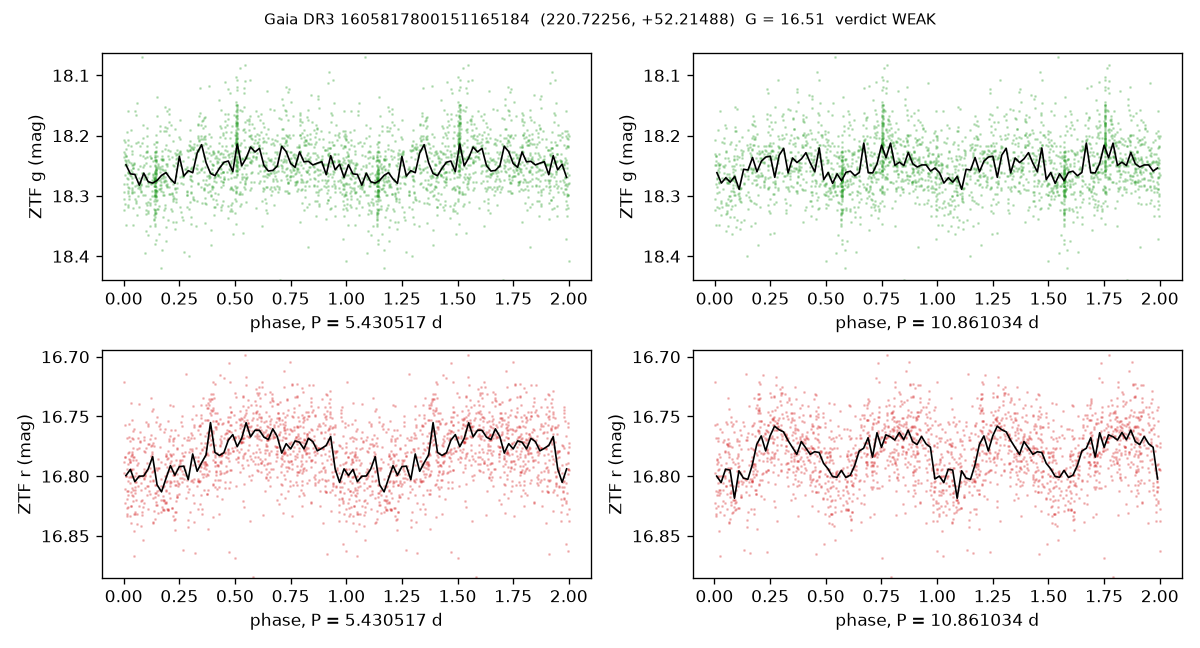 Gaia DR3 1605817800151165184 (220.72256, +52.21488) G = 16.51 verdict WEAK
ZTF g (mag)
18.1
18.2
18.3
18.4
0.00 0.25 0.50 0.75 1.00 1.25 1.50 1.75 2.00
phase, P = 5.430517 d
ZTF g (mag)
18.1
18.2
18.3
18.4
0.00 0.25 0.50 0.75 1.00 1.25 1.50 1.75 2.00
phase, P = 10.861034 d
ZTF r (mag)
16.70
16.75
16.80
16.85
0.00 0.25 0.50 0.75 1.00 1.25 1.50 1.75 2.00
phase, P = 5.430517 d
ZTF r (mag)
16.70
16.75
16.80
16.85
0.00 0.25 0.50 0.75 1.00 1.25 1.50 1.75 2.00
phase, P = 10.861034 d